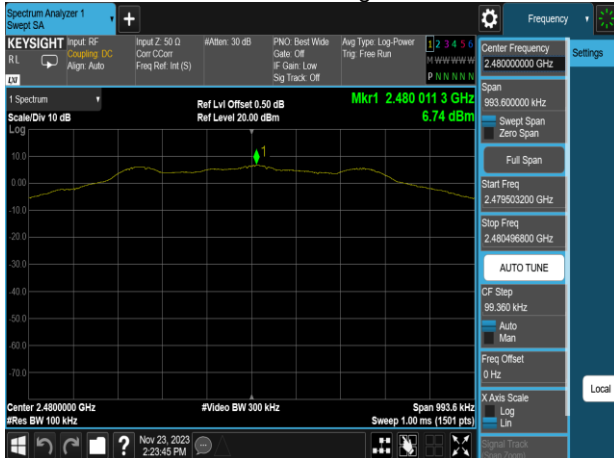 Spectrum Analyzer 1
Swept SA
+
Frequency
KEYSIGHT
RL
LXI
Input: RF
Coupling: DC
Align: Auto
Input Z: 50 Ω
Corr CCorr
Freq Ref: Int (S)
#Atten: 30 dB
PNO: Best Wide
Gate: Off
IF Gain: Low
Sig Track: Off
Avg Type: Log-Power
Trig: Free Run
1 2 3 4 5 6
M W W W W W
P N N N N N
1 Spectrum
Scale/Div 10 dB
Ref Lvl Offset 0.50 dB
Ref Level 20.00 dBm
Mkr1 2.480 011 3 GHz
6.74 dBm
Log
1
10.0
0.00
-10.0
-20.0
-30.0
-40.0
-50.0
-60.0
-70.0
Center 2.4800000 GHz
#Res BW 100 kHz
#Video BW 300 kHz
Span 993.6 kHz
Sweep 1.00 ms (1501 pts)
Center Frequency
2.480000000 GHz
Span
993.600000 kHz
Swept Span
Zero Span
Full Span
Start Freq
2.479503200 GHz
Stop Freq
2.480496800 GHz
AUTO TUNE
CF Step
99.360 kHz
Auto
Man
Freq Offset
0 Hz
X Axis Scale
Log
Lin
Signal Track
(Span Zoom)
Settings
Local
?
Nov 23, 2023
2:23:45 PM